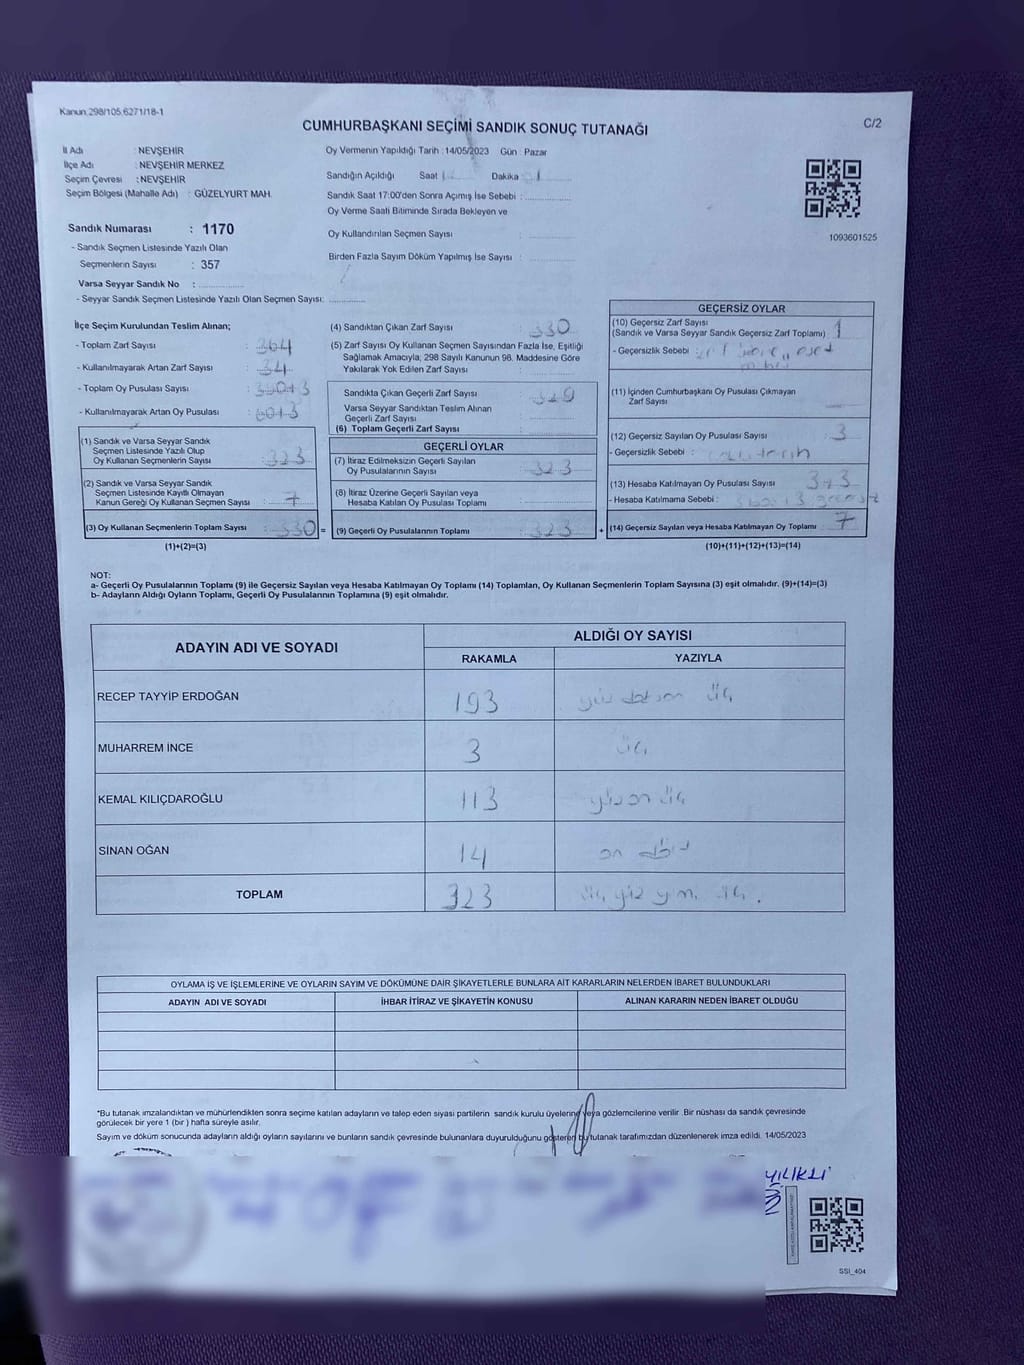 Kanun 298/105,6271/18-1
C/2
CUMHURBAŞKANI SEÇİMİ SANDIK SONUÇ TUTANAĞI
İl Adı : NEVŞEHİR
İlçe Adı : NEVŞEHİR MERKEZ
Seçim Çevresi : NEVŞEHİR
Seçim Bölgesi (Mahalle Adı) : GÜZELYURT MAH.
Sandık Numarası : 1170
- Sandık Seçmen Listesinde Yazılı Olan
Seçmenlerin Sayısı : 357
Varsa Seyyar Sandık No :
- Seyyar Sandık Seçmen Listesinde Yazılı Olan Seçmen Sayısı:
Oy Vermenin Yapıldığı Tarih : 14/05/2023 Gün : Pazar
Sandığın Açıldığı Saat Dakika
Sandık Saat 17:00'den Sonra Açımış İse Sebebi :
Oy Verme Saati Bitiminde Sırada Bekleyen ve
Oy Kullandırılan Seçmen Sayısı :
Birden Fazla Sayım Döküm Yapılmış İse Sayısı :
1093601525
İlçe Seçim Kurulundan Teslim Alınan;
- Toplam Zarf Sayısı : 364
- Kullanılmayarak Artan Zarf Sayısı : 34
- Toplam Oy Pusulası Sayısı :
- Kullanılmayarak Artan Oy Pusulası : 60+3
(1) Sandık ve Varsa Seyyar Sandık
Seçmen Listesinde Yazılı Olup
Oy Kullanan Seçmenlerin Sayısı : 323
(2) Sandık ve Varsa Seyyar Sandık
Seçmen Listesinde Kayıtlı Olmayan
Kanun Gereği Oy Kullanan Seçmen Sayısı : 7
(3) Oy Kullanan Seçmenlerin Toplam Sayısı : 330 =
(1)+(2)=(3)
(4) Sandıktan Çıkan Zarf Sayısı : 330
(5) Zarf Sayısı Oy Kullanan Seçmen Sayısından Fazla İse, Eşitliği
Sağlamak Amacıyla; 298 Sayılı Kanunun 98. Maddesine Göre
Yakılarak Yok Edilen Zarf Sayısı :
Sandıkta Çıkan Geçerli Zarf Sayısı : 329
Varsa Seyyar Sandıktan Teslim Alınan
Geçerli Zarf Sayısı :
(6) Toplam Geçerli Zarf Sayısı :
GEÇERLİ OYLAR
(7) İtiraz Edilmeksizin Geçerli Sayılan
Oy Pusulalarının Sayısı : 323
(8) İtiraz Üzerine Geçerli Sayılan veya
Hesaba Katılan Oy Pusulası Toplamı :
(9) Geçerli Oy Pusulalarının Toplamı : 323 +
GEÇERSİZ OYLAR
(10) Geçersiz Zarf Sayısı
(Sandık ve Varsa Seyyar Sandık Geçersiz Zarf Toplamı) : 1
- Geçersizlik Sebebi :
(11) İçinden Cumhurbaşkanı Oy Pusulası Çıkmayan
Zarf Sayısı
(12) Geçersiz Sayılan Oy Pusulası Sayısı : 3
- Geçersizlik Sebebi :
(13) Hesaba Katılmayan Oy Pusulası Sayısı :
- Hesaba Katılmama Sebebi :
(14) Geçersiz Sayılan veya Hesaba Katılmayan Oy Toplamı : 7
(10)+(11)+(12)+(13)=(14)
NOT:
a- Geçerli Oy Pusulalarının Toplamı (9) ile Geçersiz Sayılan veya Hesaba Katılmayan Oy Toplamı (14) Toplamları, Oy Kullanan Seçmenlerin Toplam Sayısına (3) eşit olmalıdır. (9)+(14)=(3)
b- Adayların Aldığı Oyların Toplamı, Geçerli Oy Pusulalarının Toplamına (9) eşit olmalıdır.
ADAYIN ADI VE SOYADI
ALDIĞI OY SAYISI
RAKAMLA YAZIYLA
RECEP TAYYİP ERDOĞAN 193 yüz doksan üç
MUHARREM İNCE 3 üç
KEMAL KILIÇDAROĞLU 113 yüz on üç
SİNAN OĞAN 14 on dört
TOPLAM 323 üç yüz yirmi üç.
OYLAMA İŞ VE İŞLEMLERİNE VE OYLARIN SAYIM VE DÖKÜMÜNE DAİR ŞİKAYETLERLE BUNLARA AİT KARARLARIN NELERDEN İBARET BULUNDUKLARI
ADAYIN ADI VE SOYADI İHBAR İTİRAZ VE ŞİKAYETİN KONUSU ALINAN KARARIN NEDEN İBARET OLDUĞU
*Bu tutanak imzalandıktan ve mühürlendikten sonra seçime katılan adayların ve talep eden siyasi partilerin sandık kurulu üyelerine veya gözlemcilerine verilir. Bir nüshası da sandık çevresinde
görülecek bir yere 1 (bir ) hafta süreyle asılır.
Sayım ve döküm sonucunda adayların aldığı oyların sayılarını ve bunların sandık çevresinde bulunanlara duyurulduğunu gösteren bu tutanak tarafımızdan düzenlenerek imza edildi. 14/05/2023
SSI_404